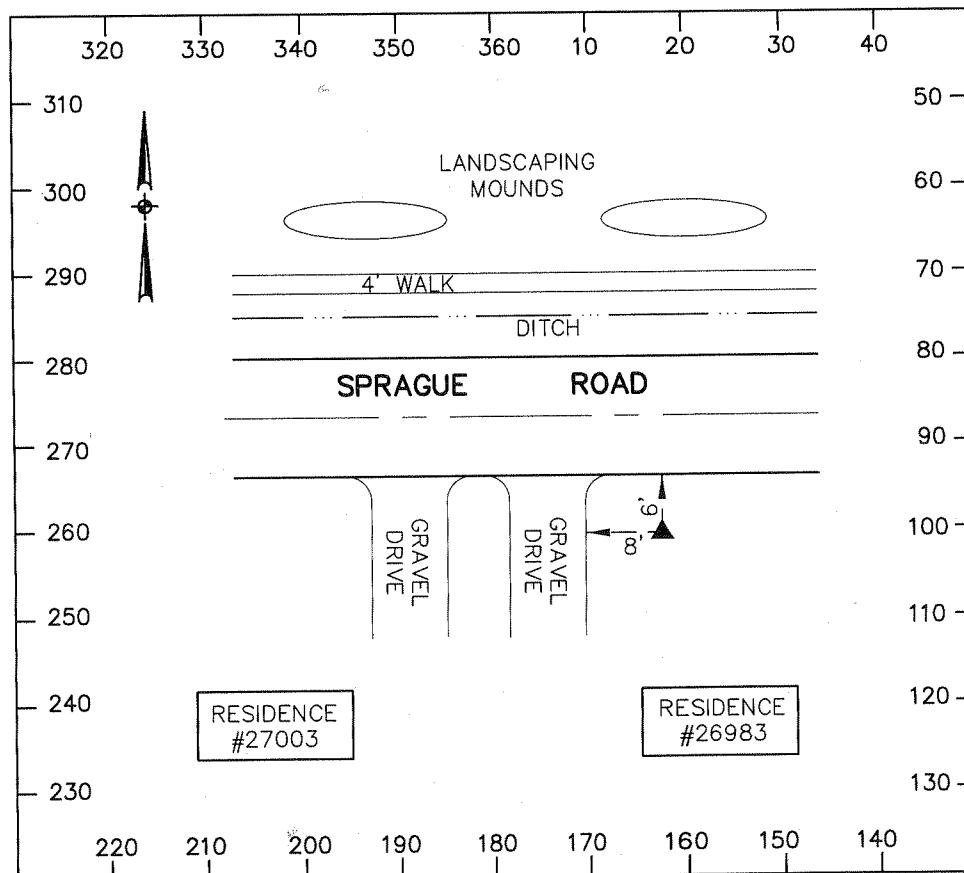 320 330 340 350 360 10 20 30 40
310
50
LANDSCAPING
MOUNDS
300
60
290
70
4' WALK
DITCH
280
80
SPRAGUE ROAD
270
90
6'
8'
260
100
GRAVEL
DRIVE
GRAVEL
DRIVE
250
110
240
120
RESIDENCE
#27003
RESIDENCE
#26983
230
130
220 210 200 190 180 170 160 150 140